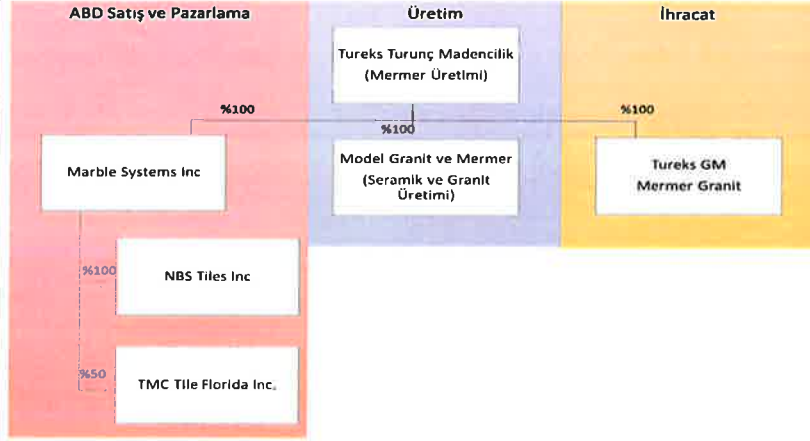 ABD Satış ve Pazarlama
Üretim
İhracat
Tureks Turunç Madencilik
(Mermer Üretimi)
%100
%100
%100
Marble Systems Inc
Model Granit ve Mermer
(Seramik ve Granit
Üretimi)
Tureks GM
Mermer Granit
%100
NBS Tiles Inc
%50
TMC Tile Florida Inc.